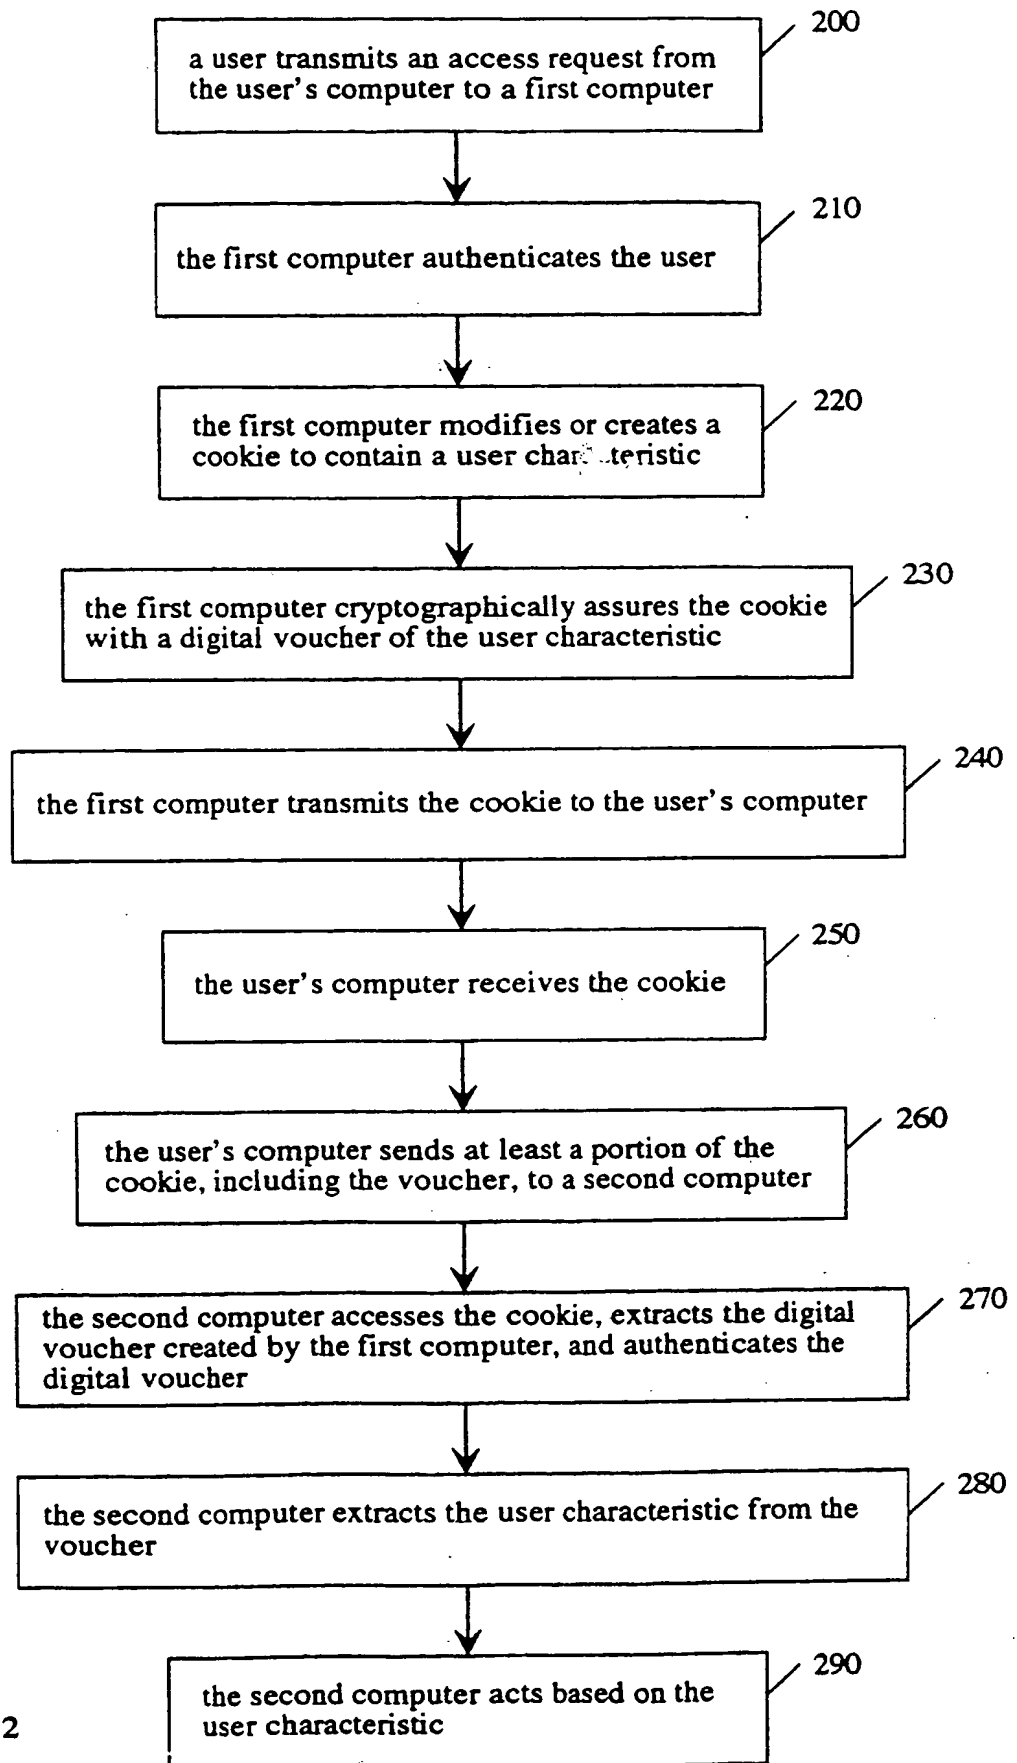 200
a user transmits an access request from
the user's computer to a first computer
210
the first computer authenticates the user
220
the first computer modifies or creates a
cookie to contain a user char teristic
230
the first computer cryptographically assures the cookie
with a digital voucher of the user characteristic
240
the first computer transmits the cookie to the user's computer
250
the user's computer receives the cookie
260
the user's computer sends at least a portion of the
cookie, including the voucher, to a second computer
270
the second computer accesses the cookie, extracts the digital
voucher created by the first computer, and authenticates the
digital voucher
280
the second computer extracts the user characteristic from the
voucher
290
the second computer acts based on the
user characteristic
2